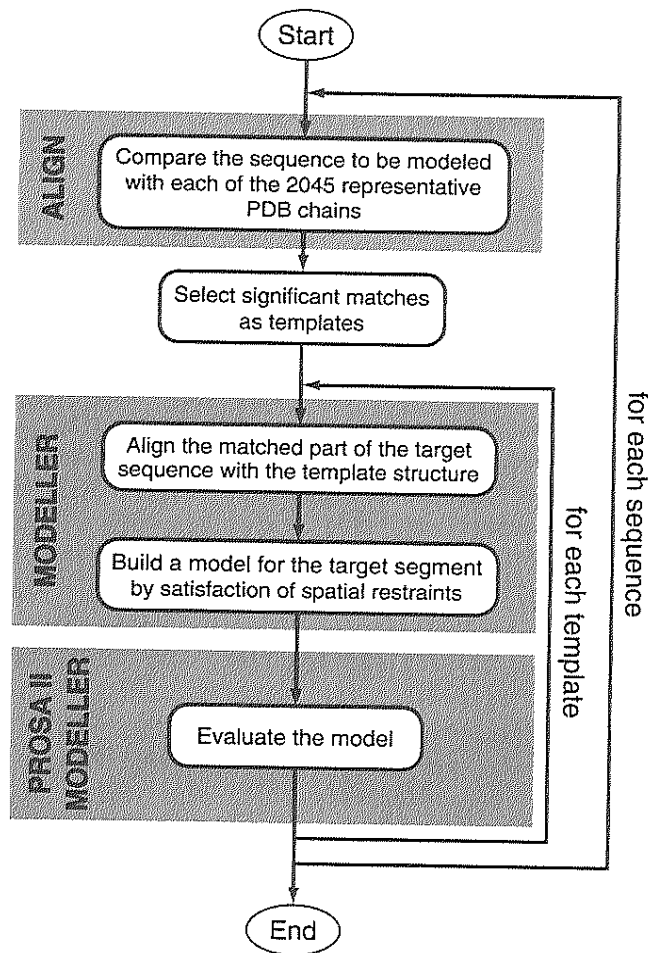 Start
ALIGN
Compare the sequence to be modeled
with each of the 2045 representative
PDB chains
Select significant matches
as templates
MODELLER
Align the matched part of the target
sequence with the template structure
Build a model for the target segment
by satisfaction of spatial restraints
for each template
for each sequence
PROSA II
MODELLER
Evaluate the model
End